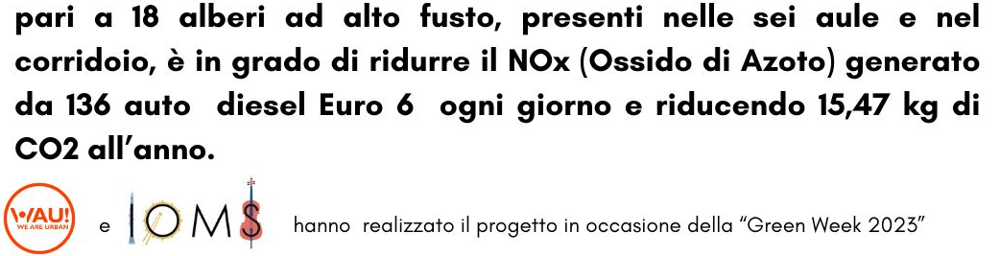 pari a 18 alberi ad alto fusto, presenti nelle sei aule e nel
corridoio, è in grado di ridurre il NOx (Ossido di Azoto) generato
da 136 auto diesel Euro 6 ogni giorno e riducendo 15,47 kg di
CO2 all’anno.
WAU!
WE ARE URBAN
e IOMS hanno realizzato il progetto in occasione della “Green Week 2023”